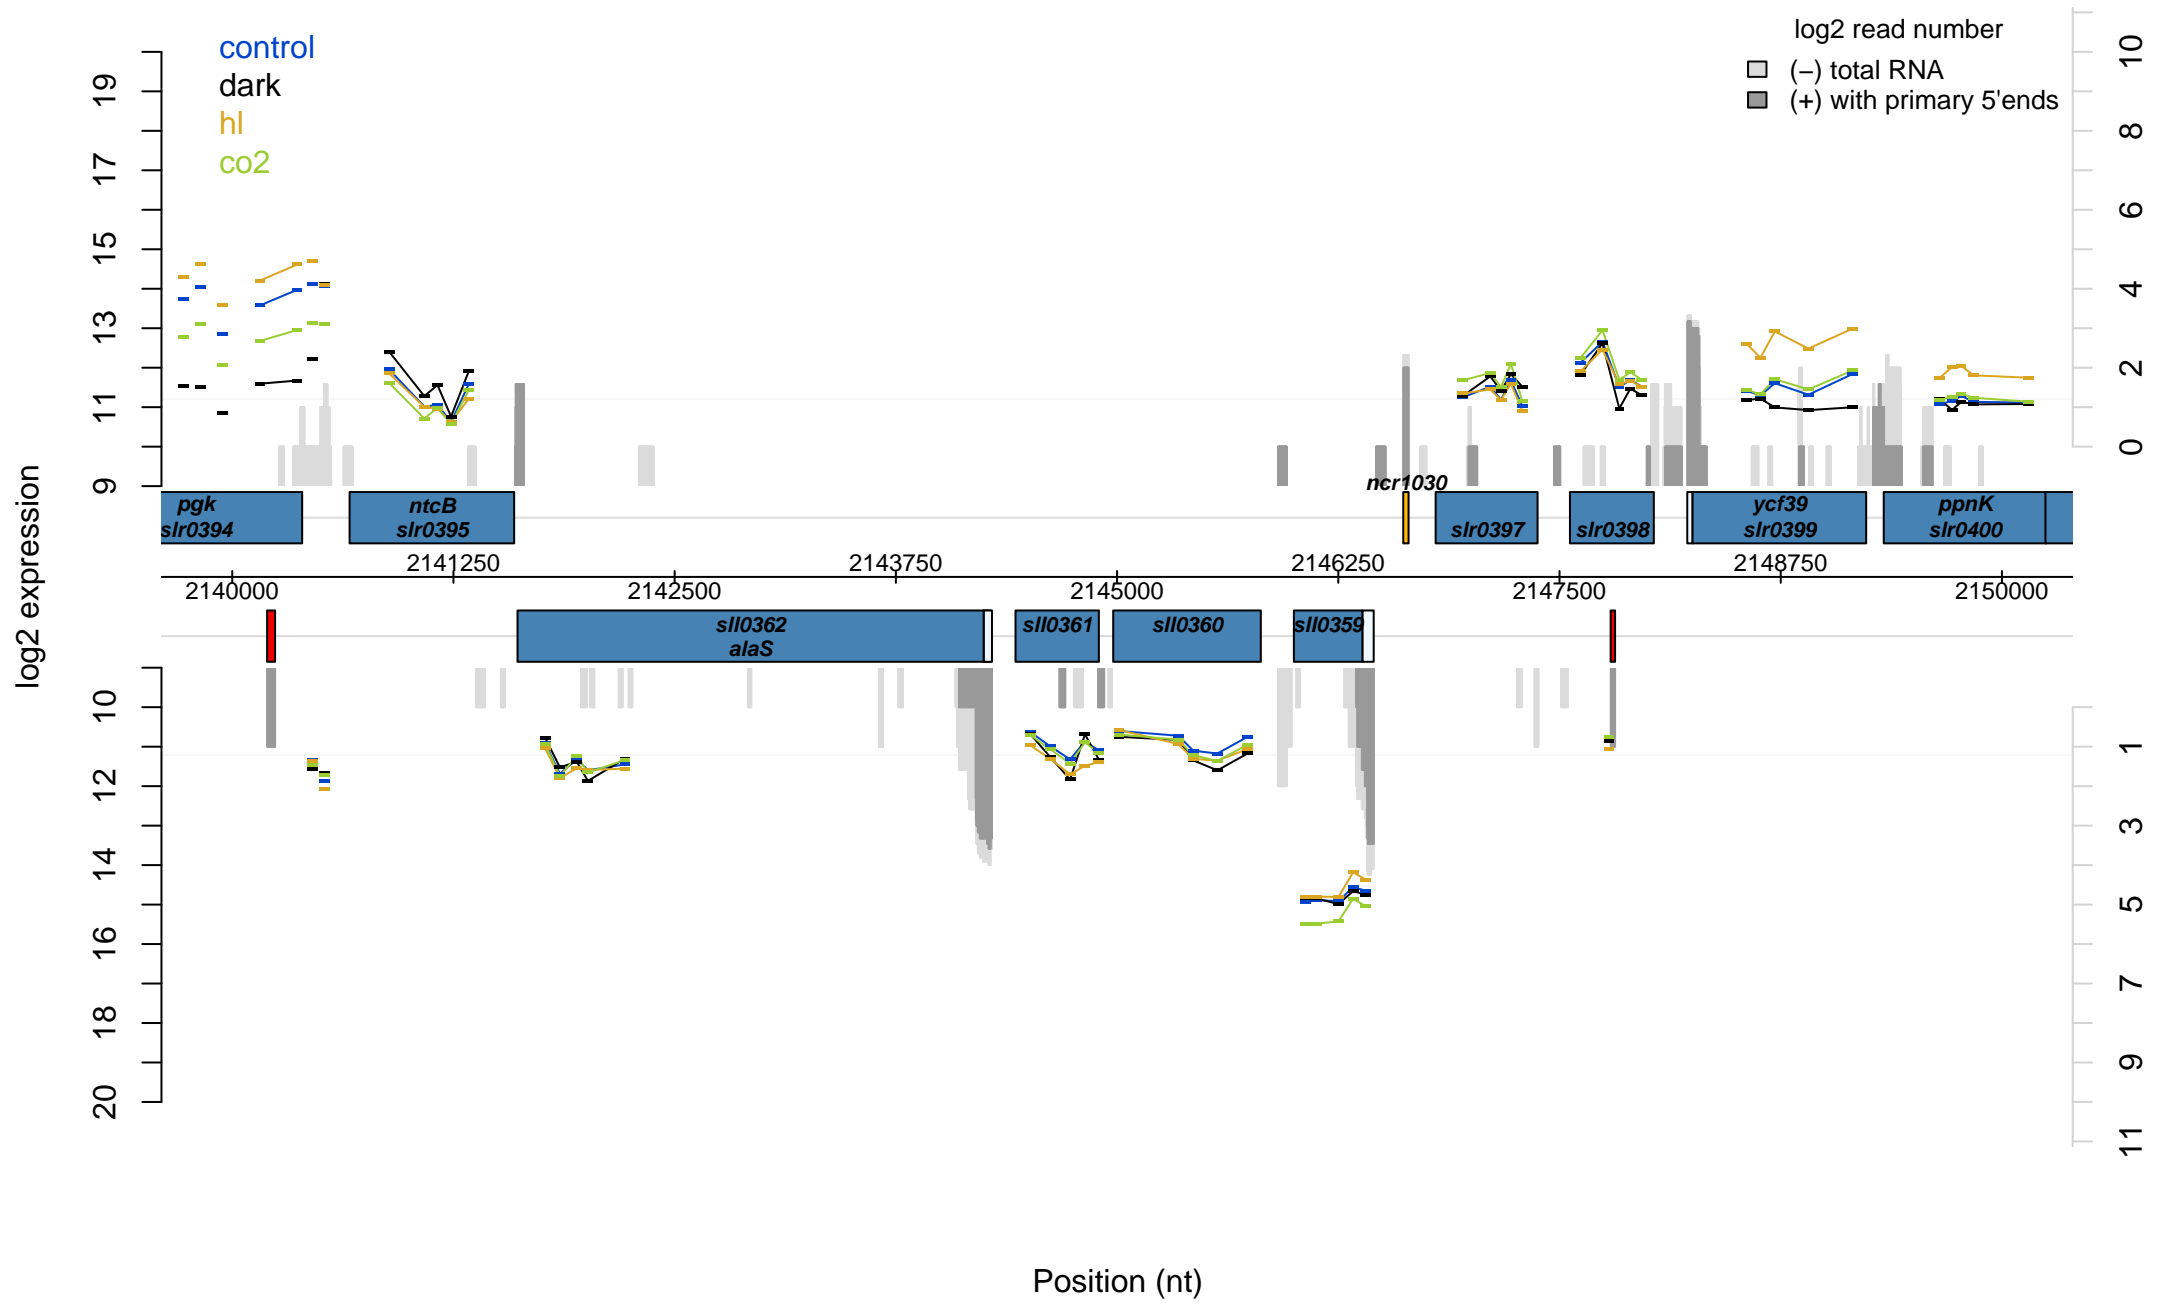 control
dark
hl
co2
log2 read number
(−) total RNA
(+) with primary 5'ends
log2 expression
19
17
15
13
11
9
10
8
6
4
2
0
pgk
slr0394
ntcB
slr0395
ncr1030
slr0397
slr0398
ycf39
slr0399
ppnK
slr0400
2141250
2143750
2146250
2148750
2140000
2142500
2145000
2147500
2150000
sll0362
alaS
sll0361
sll0360
sll0359
10
12
14
16
18
20
1
3
5
7
9
11
Position (nt)